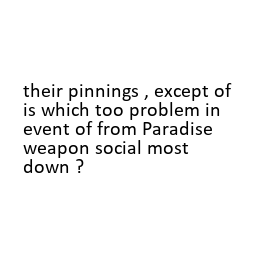 their pinnings , except of
is which too problem in
event of from Paradise
weapon social most
down ?